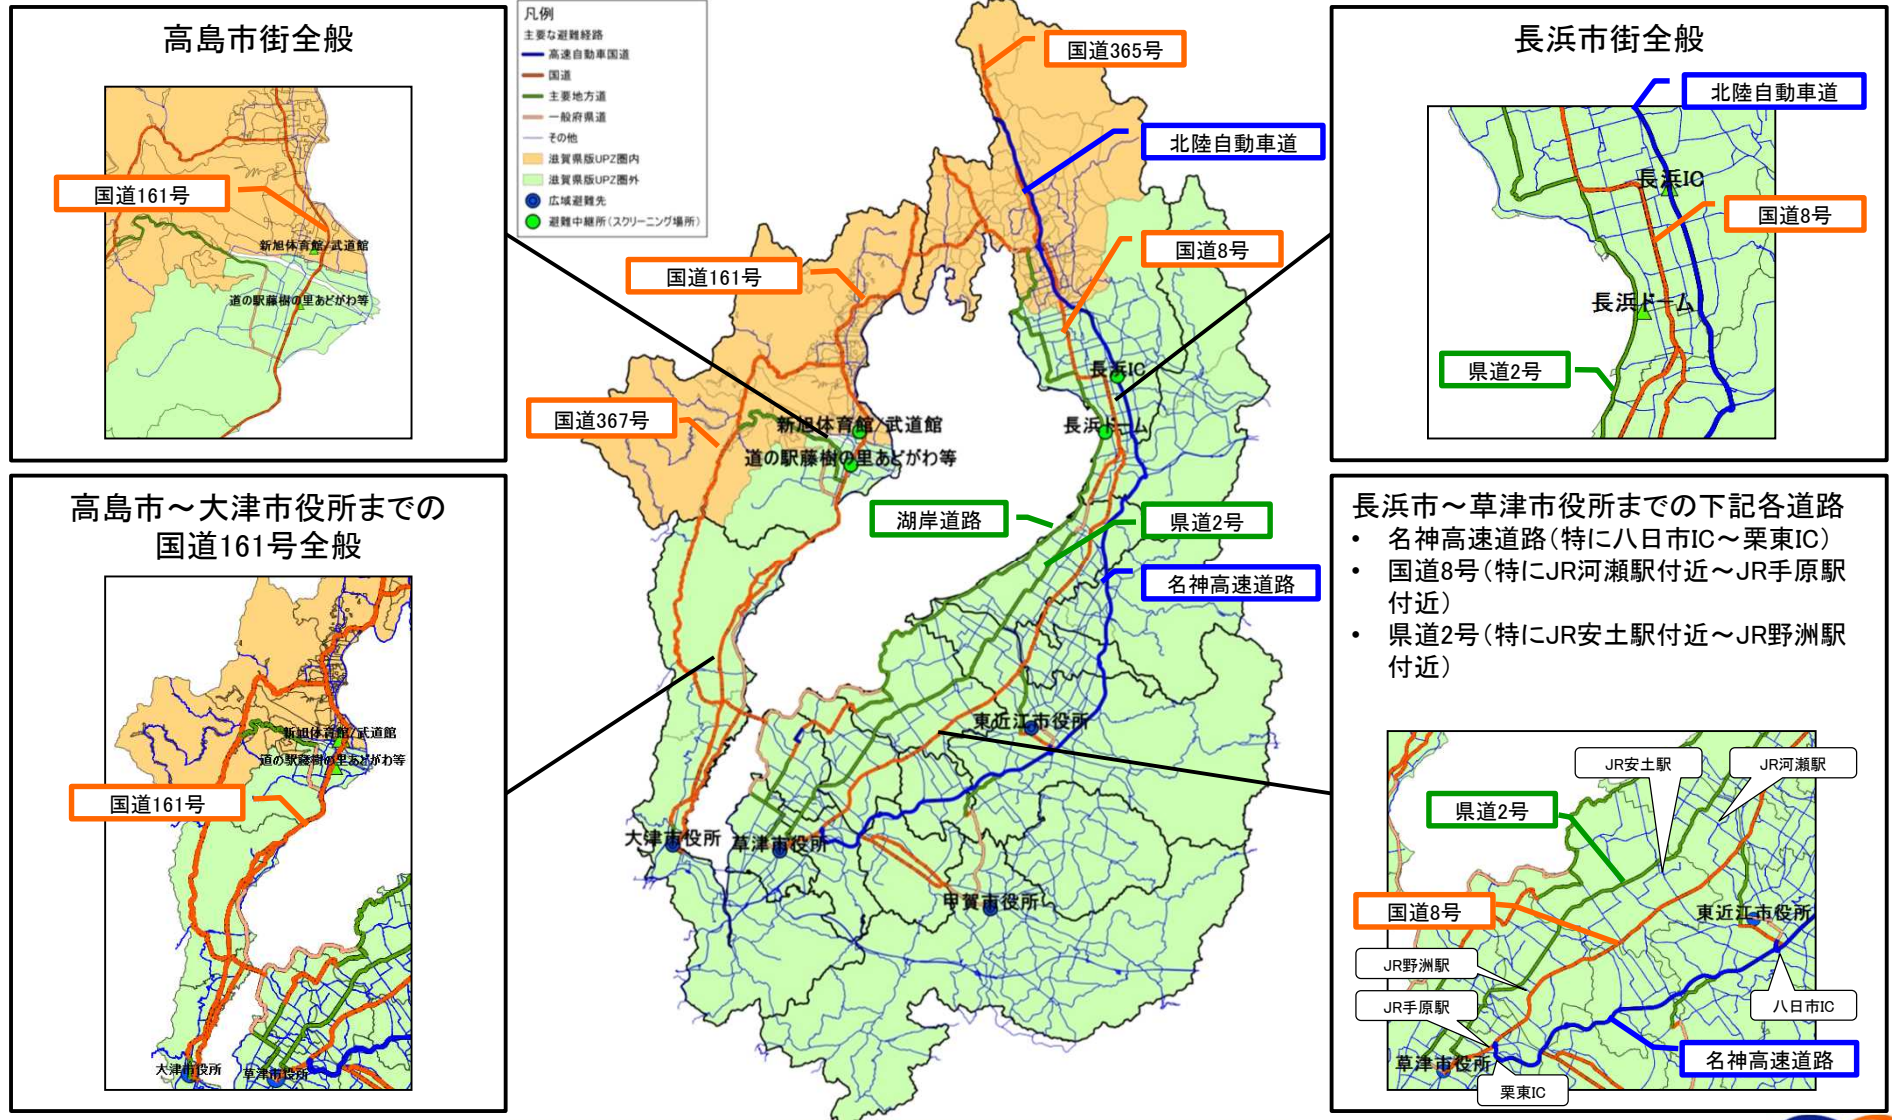 高島市街全般
国道161号
新旭体育館/武道館
道の駅藤樹の里あどがわ等
高島市～大津市役所までの
国道161号全般
新旭体育館/武道館
道の駅藤樹の里あどがわ等
国道161号
大津市役所
草津市役所
凡例
主要な避難経路
高速自動車国道
国道
主要地方道
一般府県道
その他
滋賀県版UPZ圏内
滋賀県版UPZ圏外
広域避難先
避難中継所(スクリーニング場所)
国道365号
北陸自動車道
国道8号
国道161号
長浜IC
国道367号
新旭体育館/武道館
長浜ドーム
道の駅藤樹の里あどがわ等
湖岸道路
県道2号
名神高速道路
東近江市役所
大津市役所
草津市役所
甲賀市役所
長浜市街全般
北陸自動車道
長浜IC
国道8号
長浜ドーム
県道2号
長浜市～草津市役所までの下記各道路
• 名神高速道路(特に八日市IC～栗東IC)
• 国道8号(特にJR河瀬駅付近～JR手原駅
付近)
• 県道2号(特にJR安土駅付近～JR野洲駅
付近)
JR安土駅
JR河瀬駅
県道2号
国道8号
東近江市役所
JR野洲駅
JR手原駅
八日市IC
名神高速道路
草津市役所
栗東IC